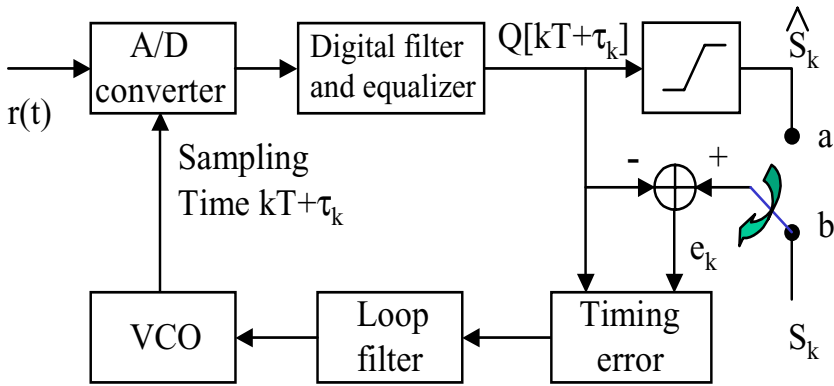 A/D
converter
Digital filter
and equalizer
Q[kT+τk]
Ŝk
r(t)
a
Sampling
Time kT+τk
-
+
b
ek
VCO
Loop
filter
Timing
error
Sk